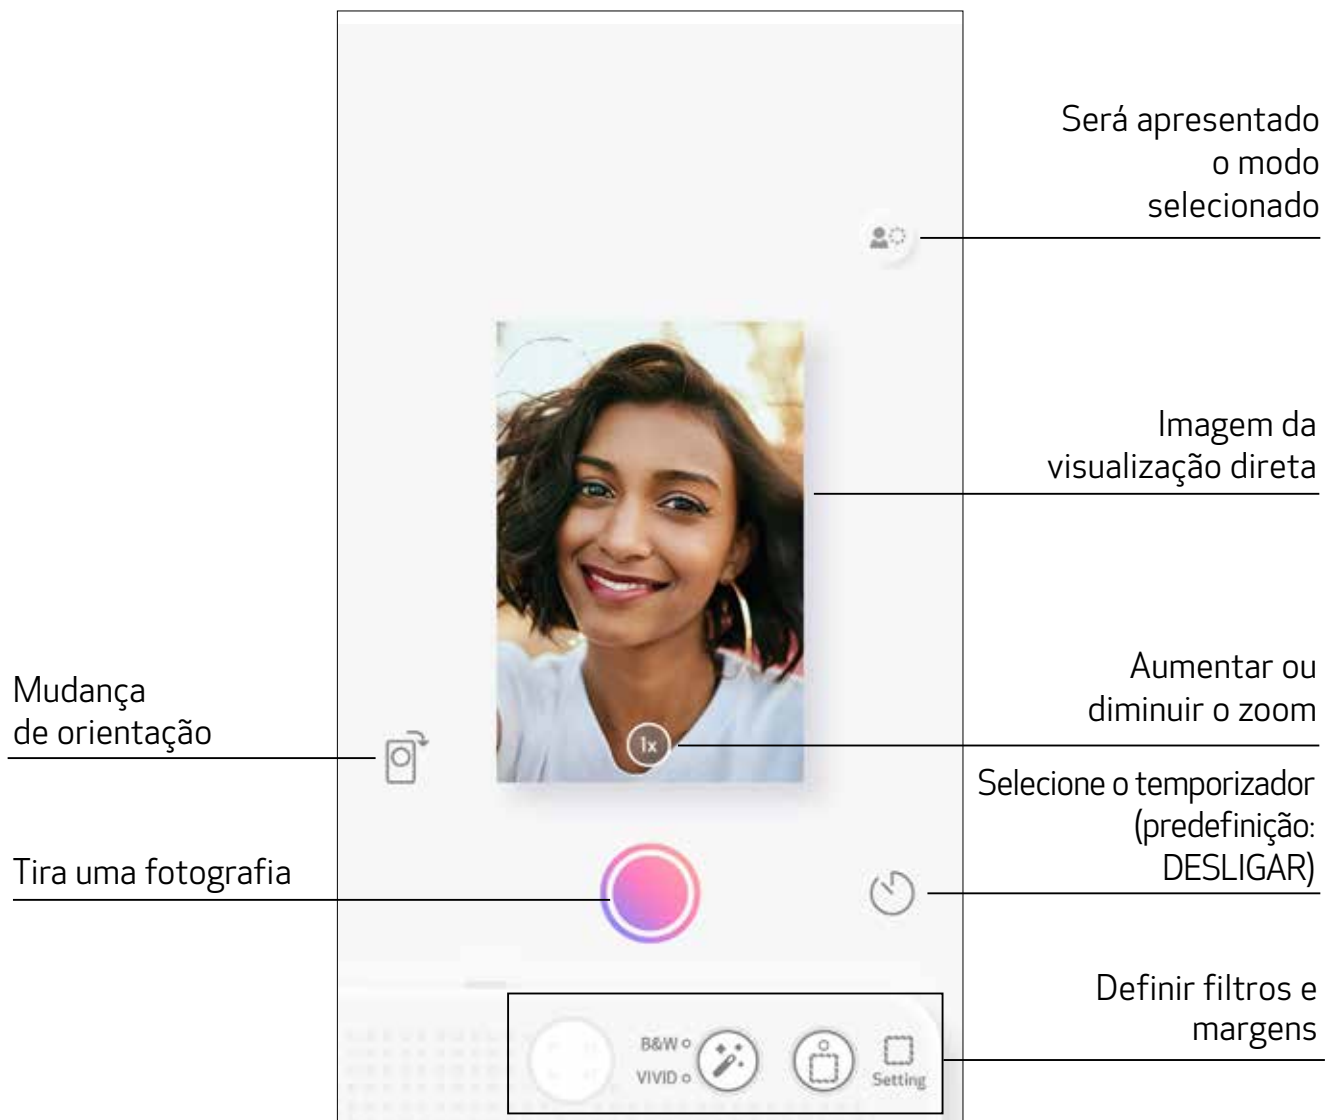 Será apresentado
o modo
selecionado
Imagem da
visualização direta
Aumentar ou
diminuir o zoom
Mudança
de orientação
1x
Selecione o temporizador
(predefinição:
DESLIGAR)
Tira uma fotografia
Definir filtros e
margens
B&W
VIVID
Setting